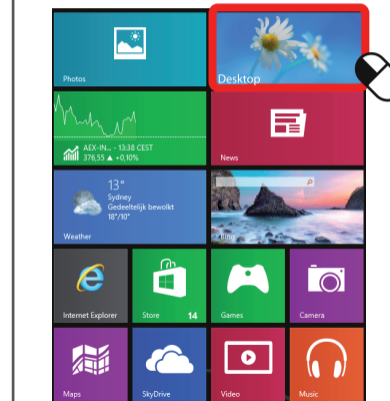 Photos
Desktop
AEX-IN... - 13:38 CEST
376,55 ▲ +0,10%
News
13°
Sydney
Gedeeltelijk bewolkt
18°/10°
Weather
Bing
Internet Explorer
Store
14
Games
Camera
Maps
SkyDrive
Video
Music